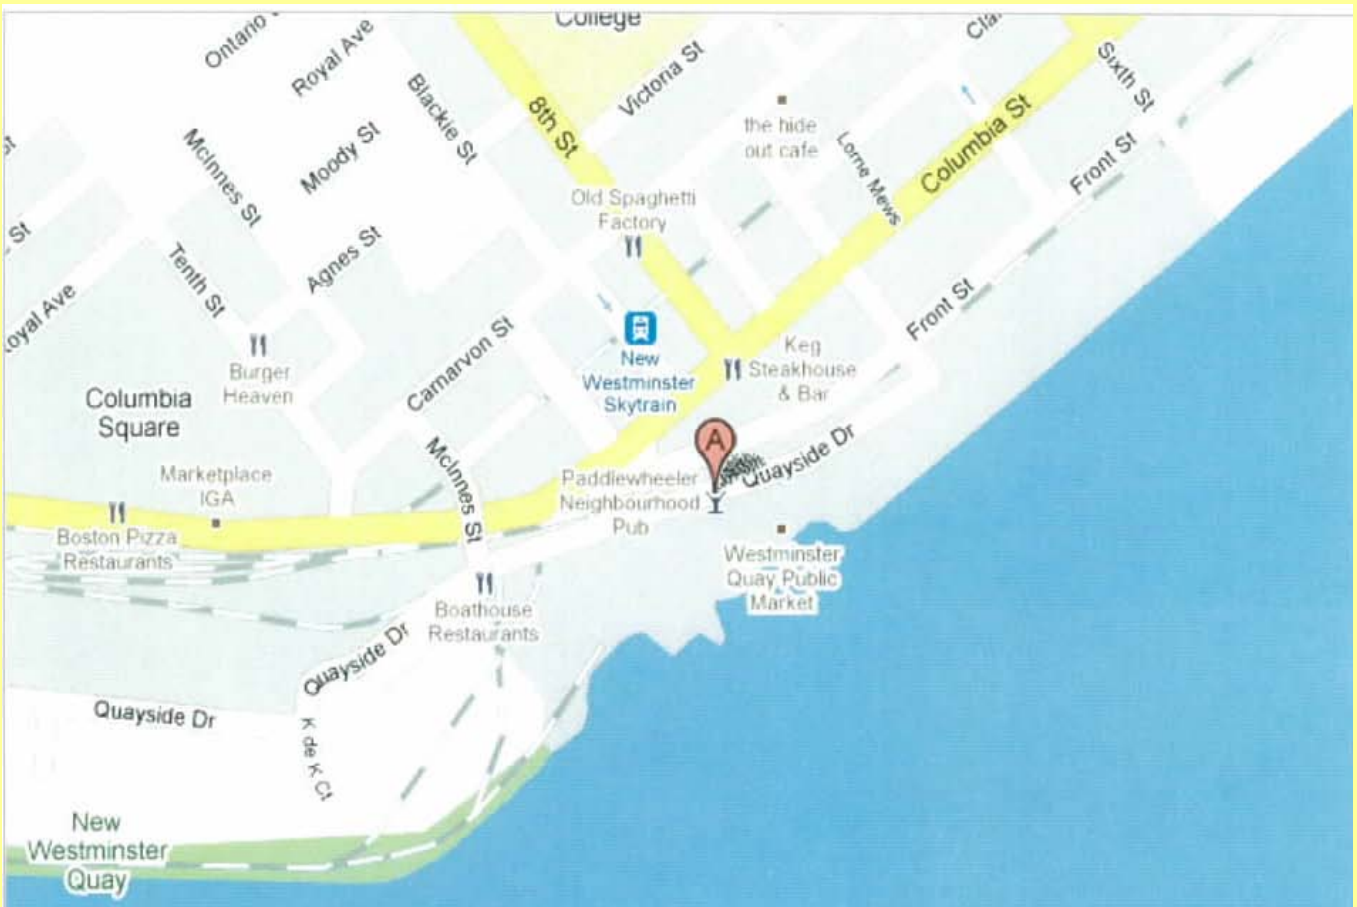 College
Ontario
Royal Ave
Blackie St
8th St
Victoria St
Sixth St
the hide
out cafe
Lorne Mews
Columbia St
Front St
McInnes St
Moody St
Old Spaghetti
Factory
St
Tenth St
Agnes St
Royal Ave
Burger
Heaven
Carnarvon St
New
Westminster
Skytrain
Keg
Steakhouse
& Bar
Front St
Columbia
Square
A
Quayside Dr
Marketplace
IGA
McInnes St
Paddlewheeler
Neighbourhood
Pub
Boston Pizza
Restaurants
Westminster
Quay Public
Market
Boathouse
Restaurants
Quayside Dr
Quayside Dr
K de K Ct
New
Westminster
Quay